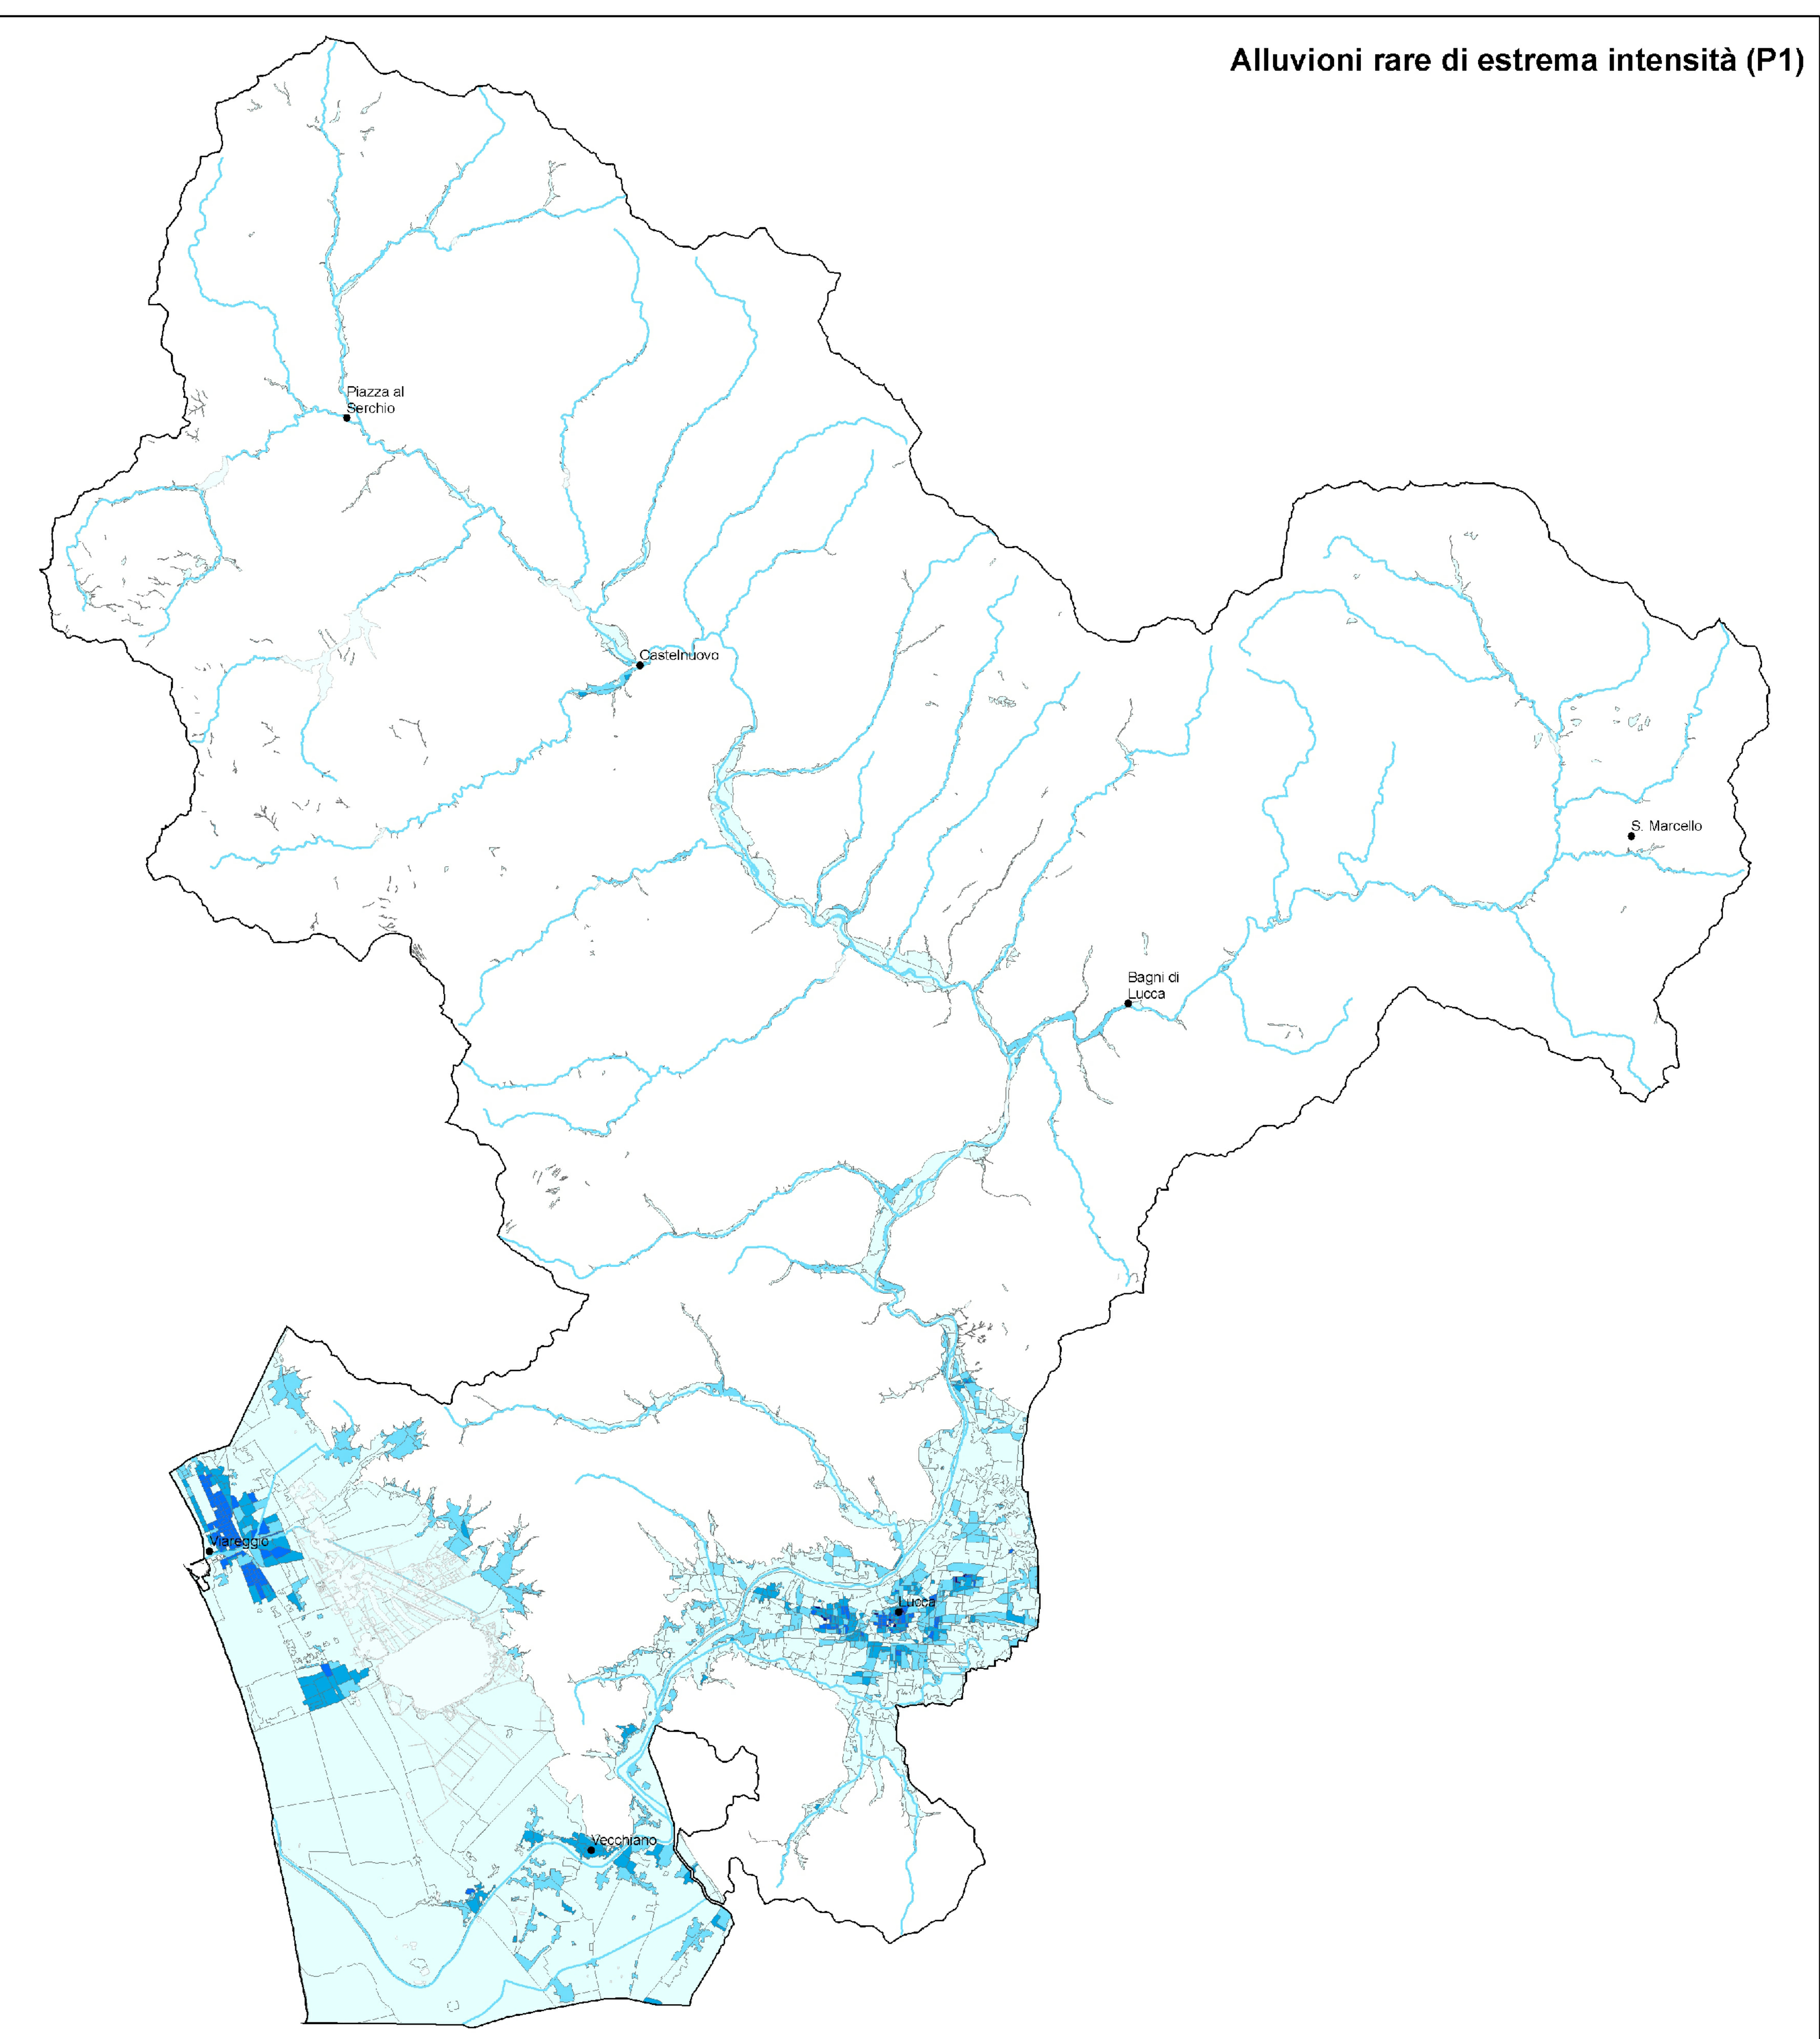 Alluvioni rare di estrema intensità (P1)
Piazza al
Serchio
Castelnuovo
S. Marcello
Bagni di
Lucca
Viareggio
Lucca
Vecchiano